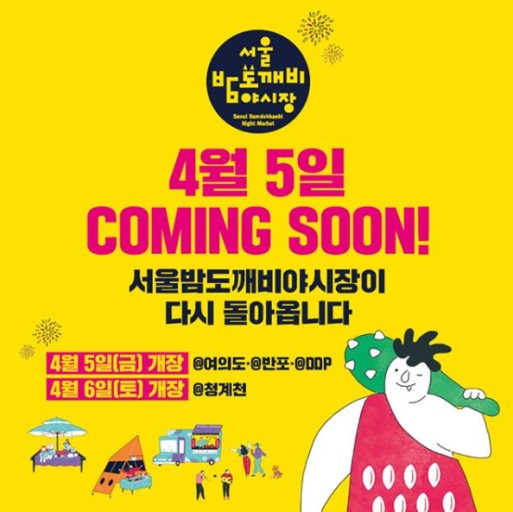 서울
밤도깨비
야시장
Seoul Bamdokkaebi
Night Market
4월 5일
COMING SOON!
서울밤도깨비야시장이
다시 돌아옵니다
4월 5일(금) 개장 @여의도·@반포·@DDP
4월 6일(토) 개장 @청계천